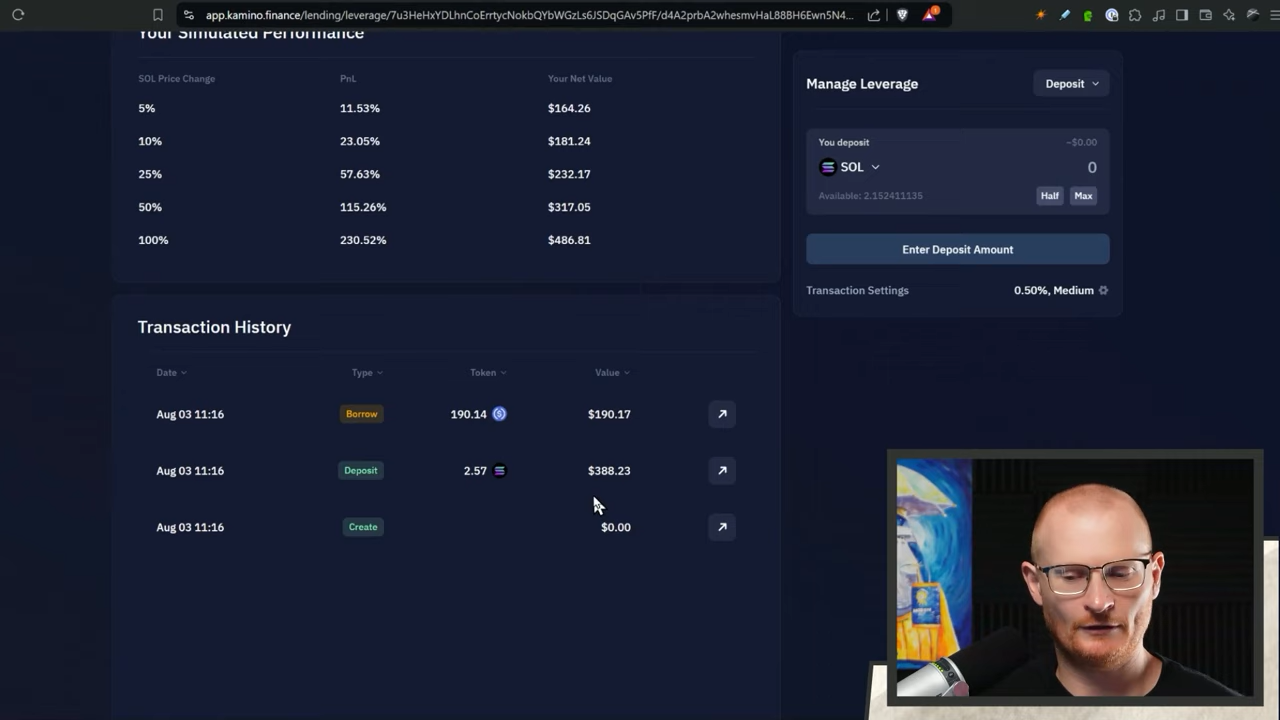 app.kamino.finance/lending/leverage/7u3HeHxYDLhnCoErrtycNokbQYbWGZLs6JSDqGAv5PfF/d4A2prbA2whesmvHaL88BH6Ewn5N4...
Your Simulated Performance
SOL Price Change PnL Your Net Value
5% 11.53% $164.26
10% 23.05% $181.24
25% 57.63% $232.17
50% 115.26% $317.05
100% 230.52% $486.81
Manage Leverage Deposit
You deposit ~$0.00
SOL 0
Available: 2.152411135 Half Max
Enter Deposit Amount
Transaction Settings 0.50%, Medium
Transaction History
Date Type Token Value
Aug 03 11:16 Borrow 190.14 $190.17
Aug 03 11:16 Deposit 2.57 $388.23
Aug 03 11:16 Create $0.00